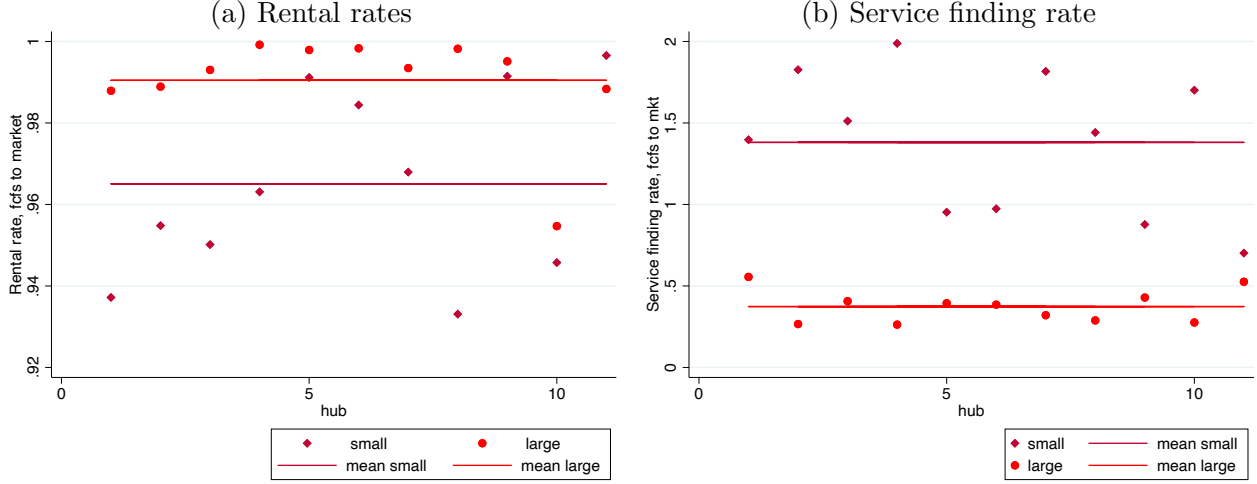 (a) Rental rates
Rental rate, fcfs to market
1
.98
.96
.94
.92
0
5
10
hub
small
large
mean small
mean large
(b) Service finding rate
Service finding rate, fcfs to mkt
2
1.5
1
.5
0
0
5
10
hub
small
mean small
large
mean large